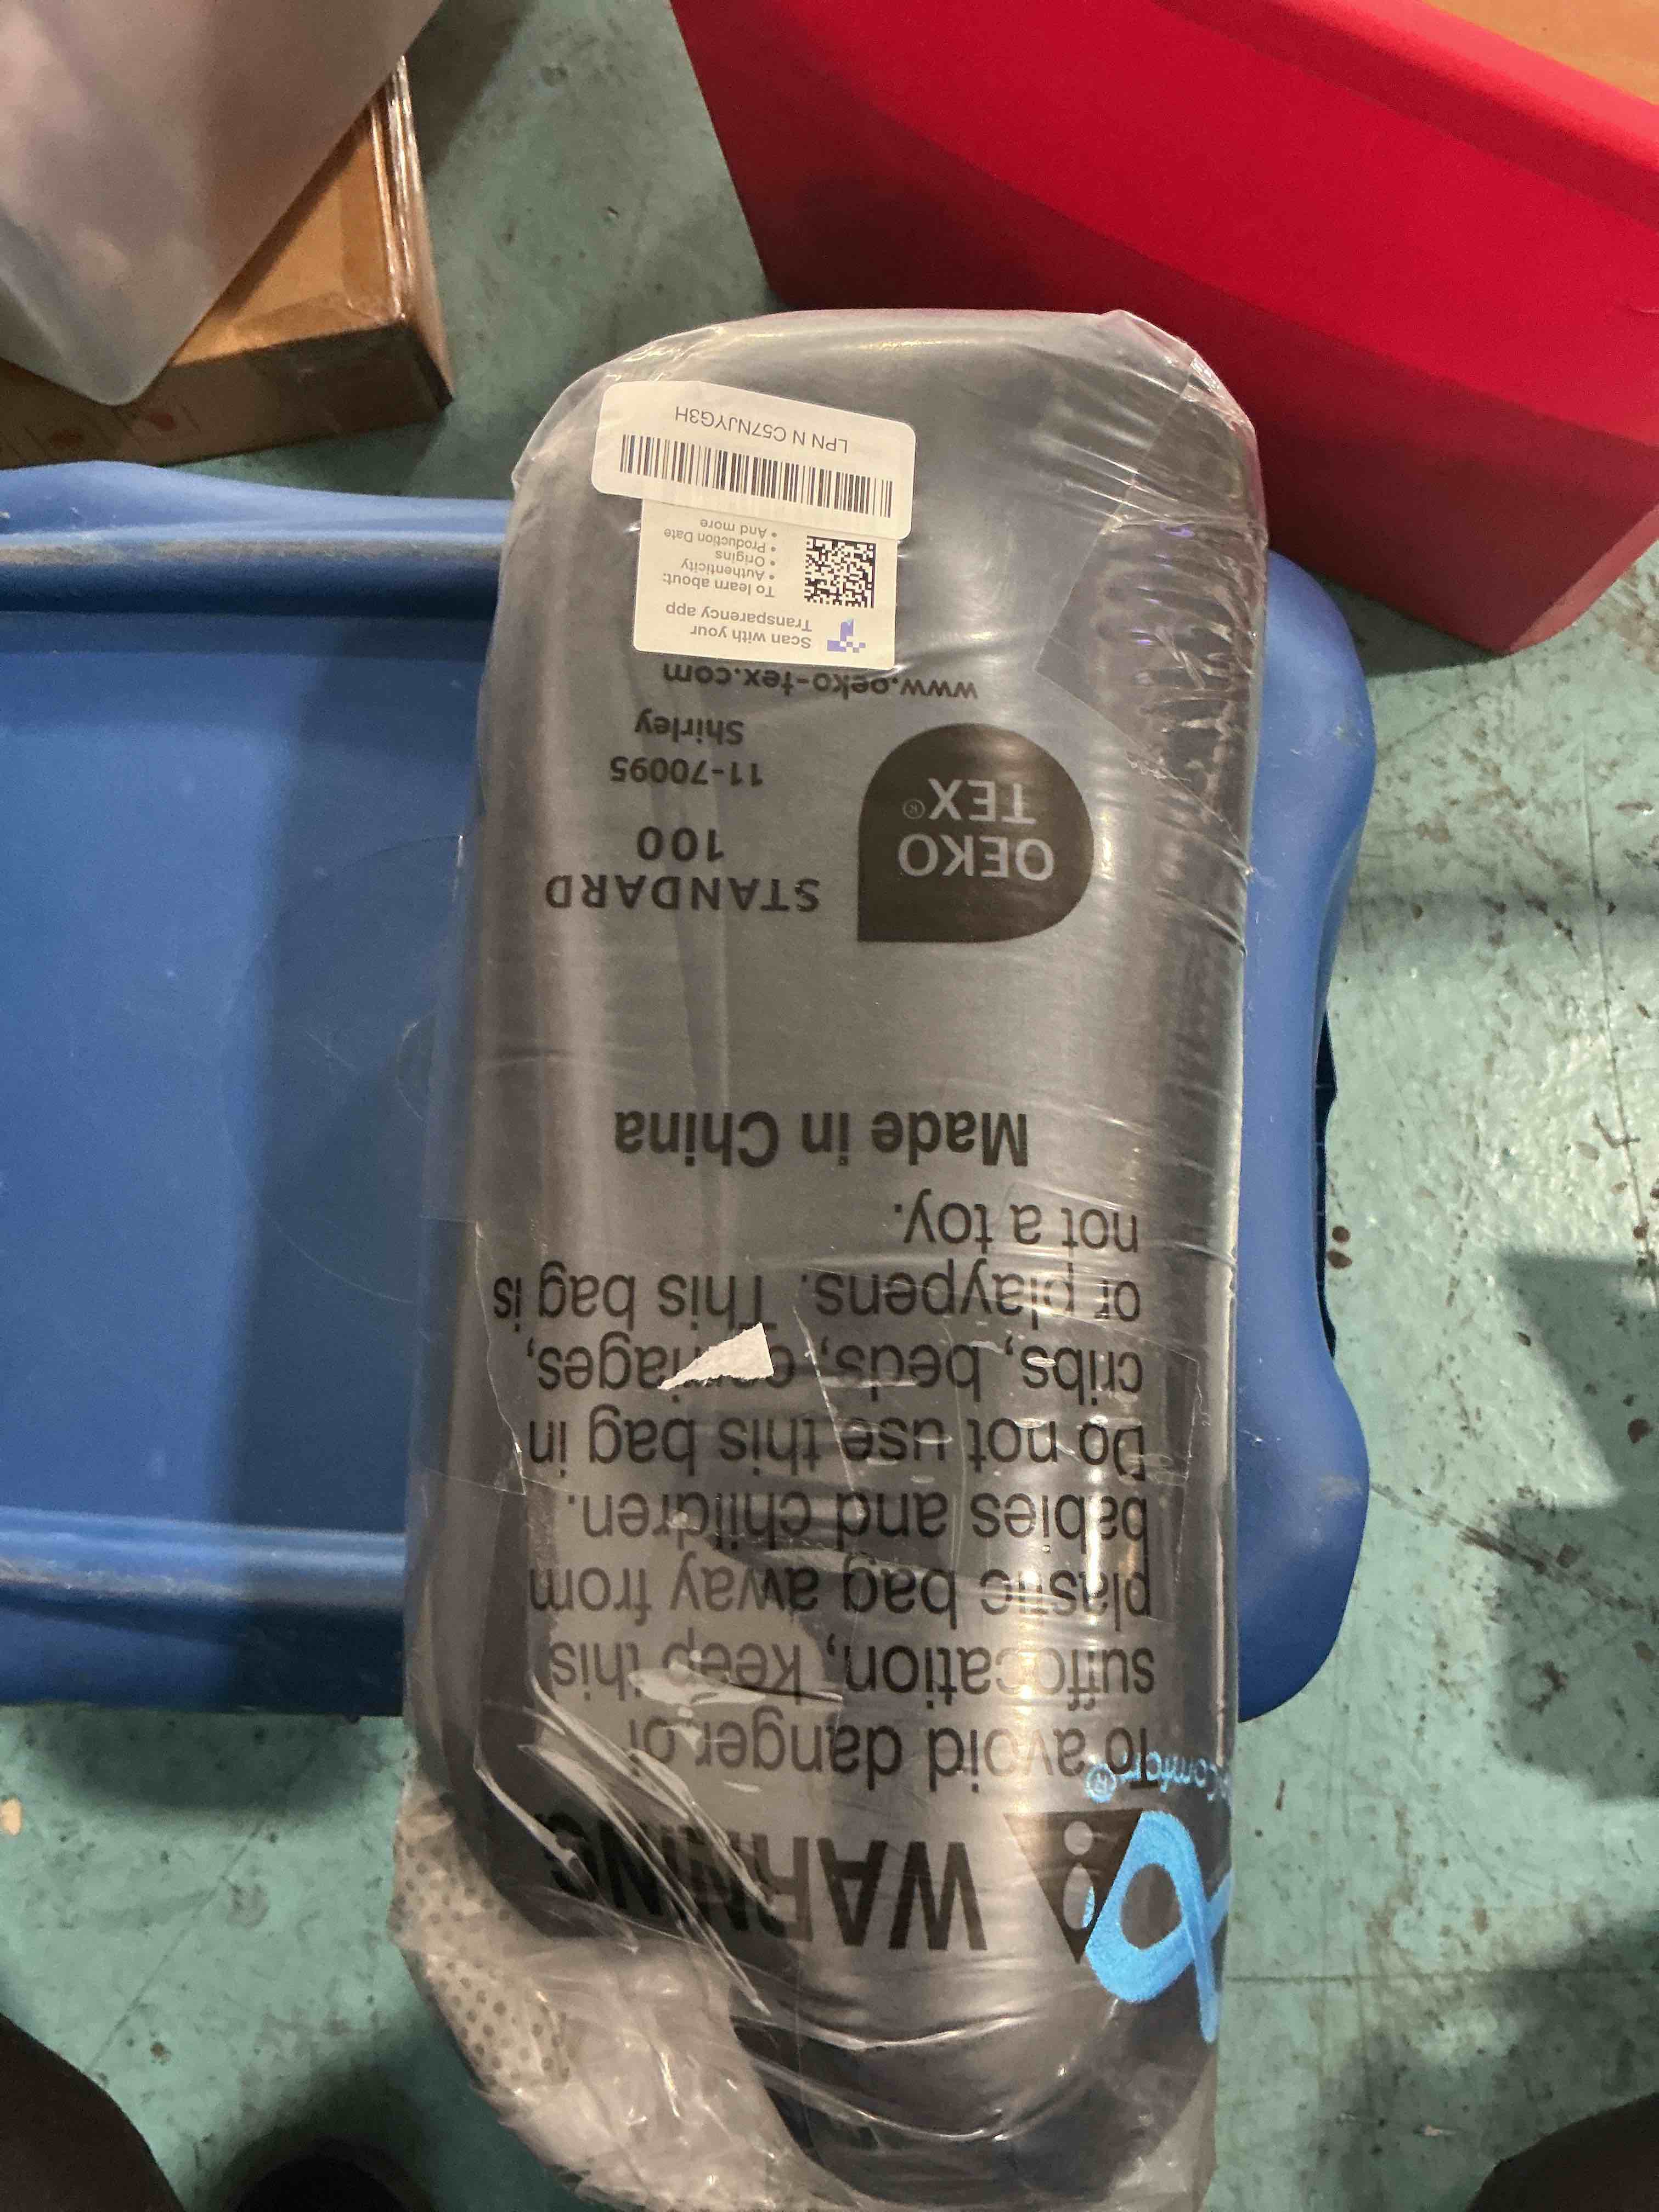 WARNING
To avoid danger of
suffocation, keep this
plastic bag away from
babies and children.
Do not use this bag in
cribs, beds, carriages,
or playpens. This bag is
not a toy.
Made in China
OEKO
TEX®
STANDARD
100
11-70095
Shirley
www.oeko-tex.com
Scan with your
Transparency app
To learn about:
• Authenticity
• Origins
• Production Date
• And more
LPN N C57NJYG3H
Comfort®